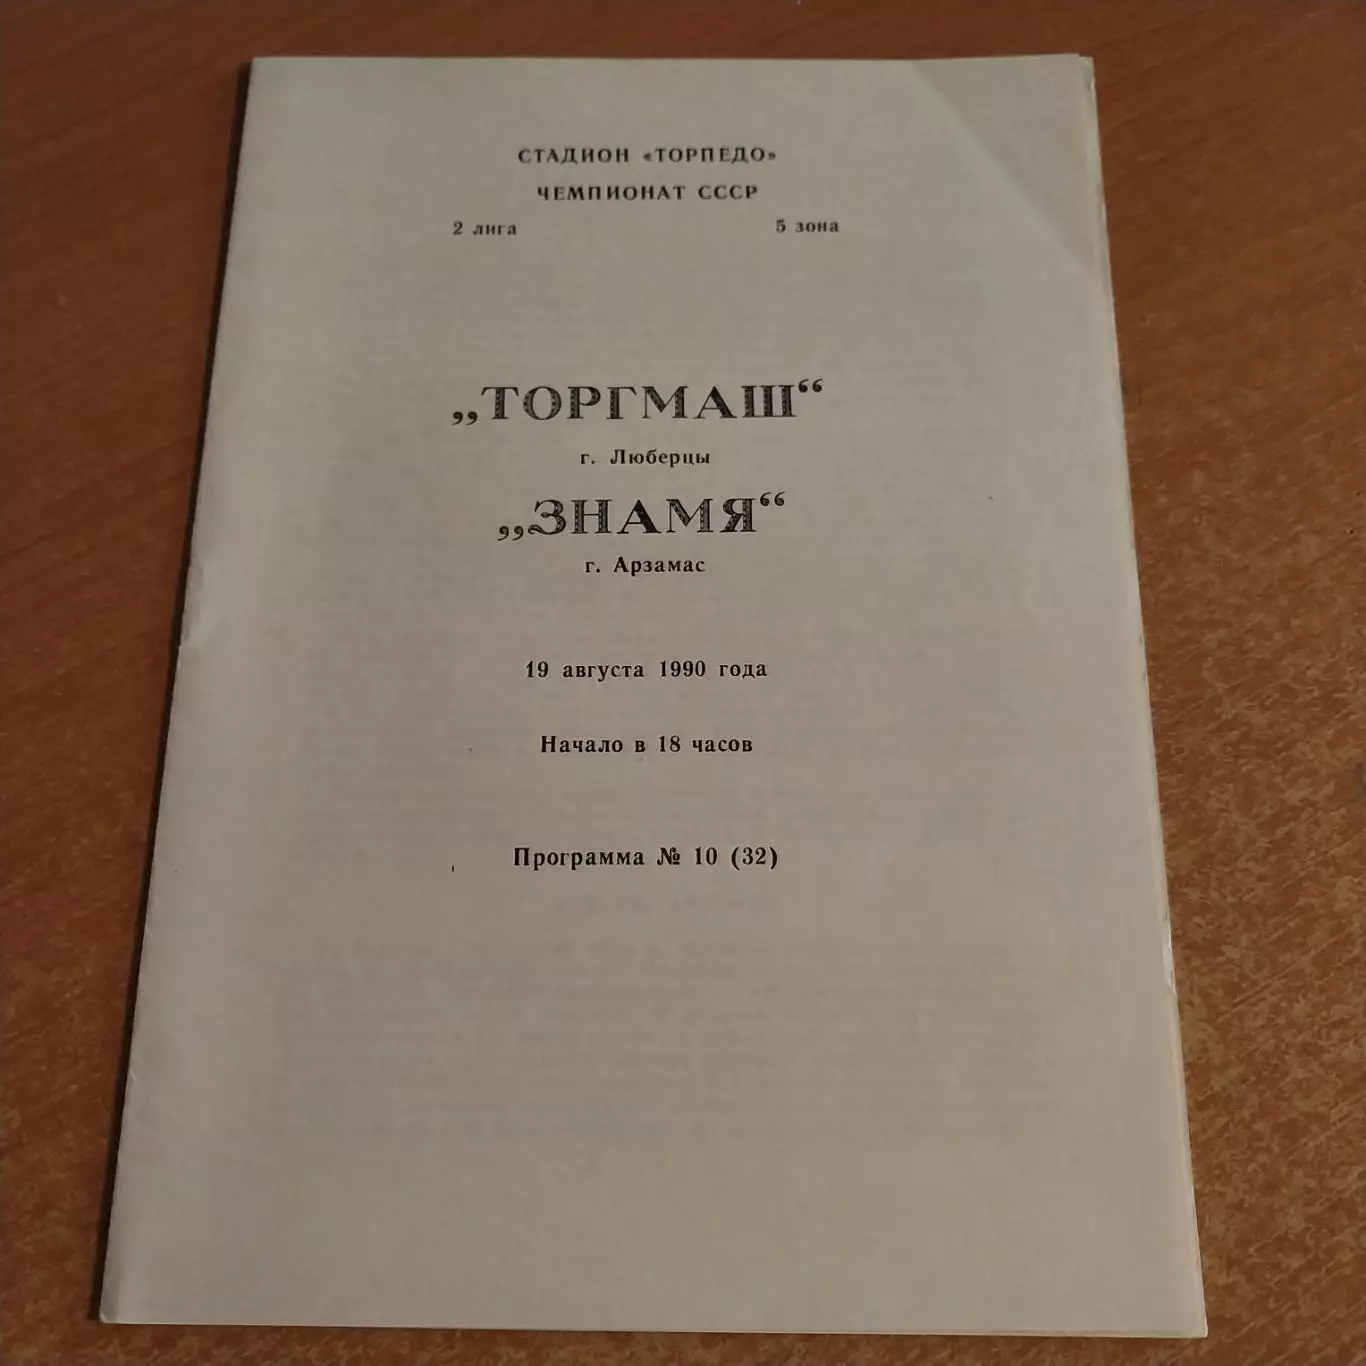 СТАДИОН «ТОРПЕДО»
ЧЕМПИОНАТ СССР
2 лига 5 зона
„ТОРГМАШ“
г. Люберцы
„ЗНАМЯ“
г. Арзамас
19 августа 1990 года
Начало в 18 часов
Программа № 10 (32)